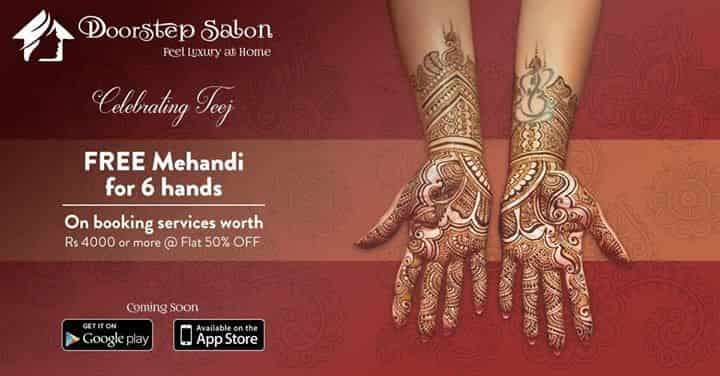 Doorstep Salon
Feel Luxury at Home
Celebrating Teej
FREE Mehandi
for 6 hands
On booking services worth
Rs 4000 or more @ Flat 50% OFF
Coming Soon
GET IT ON
Google play
Available on the
App Store